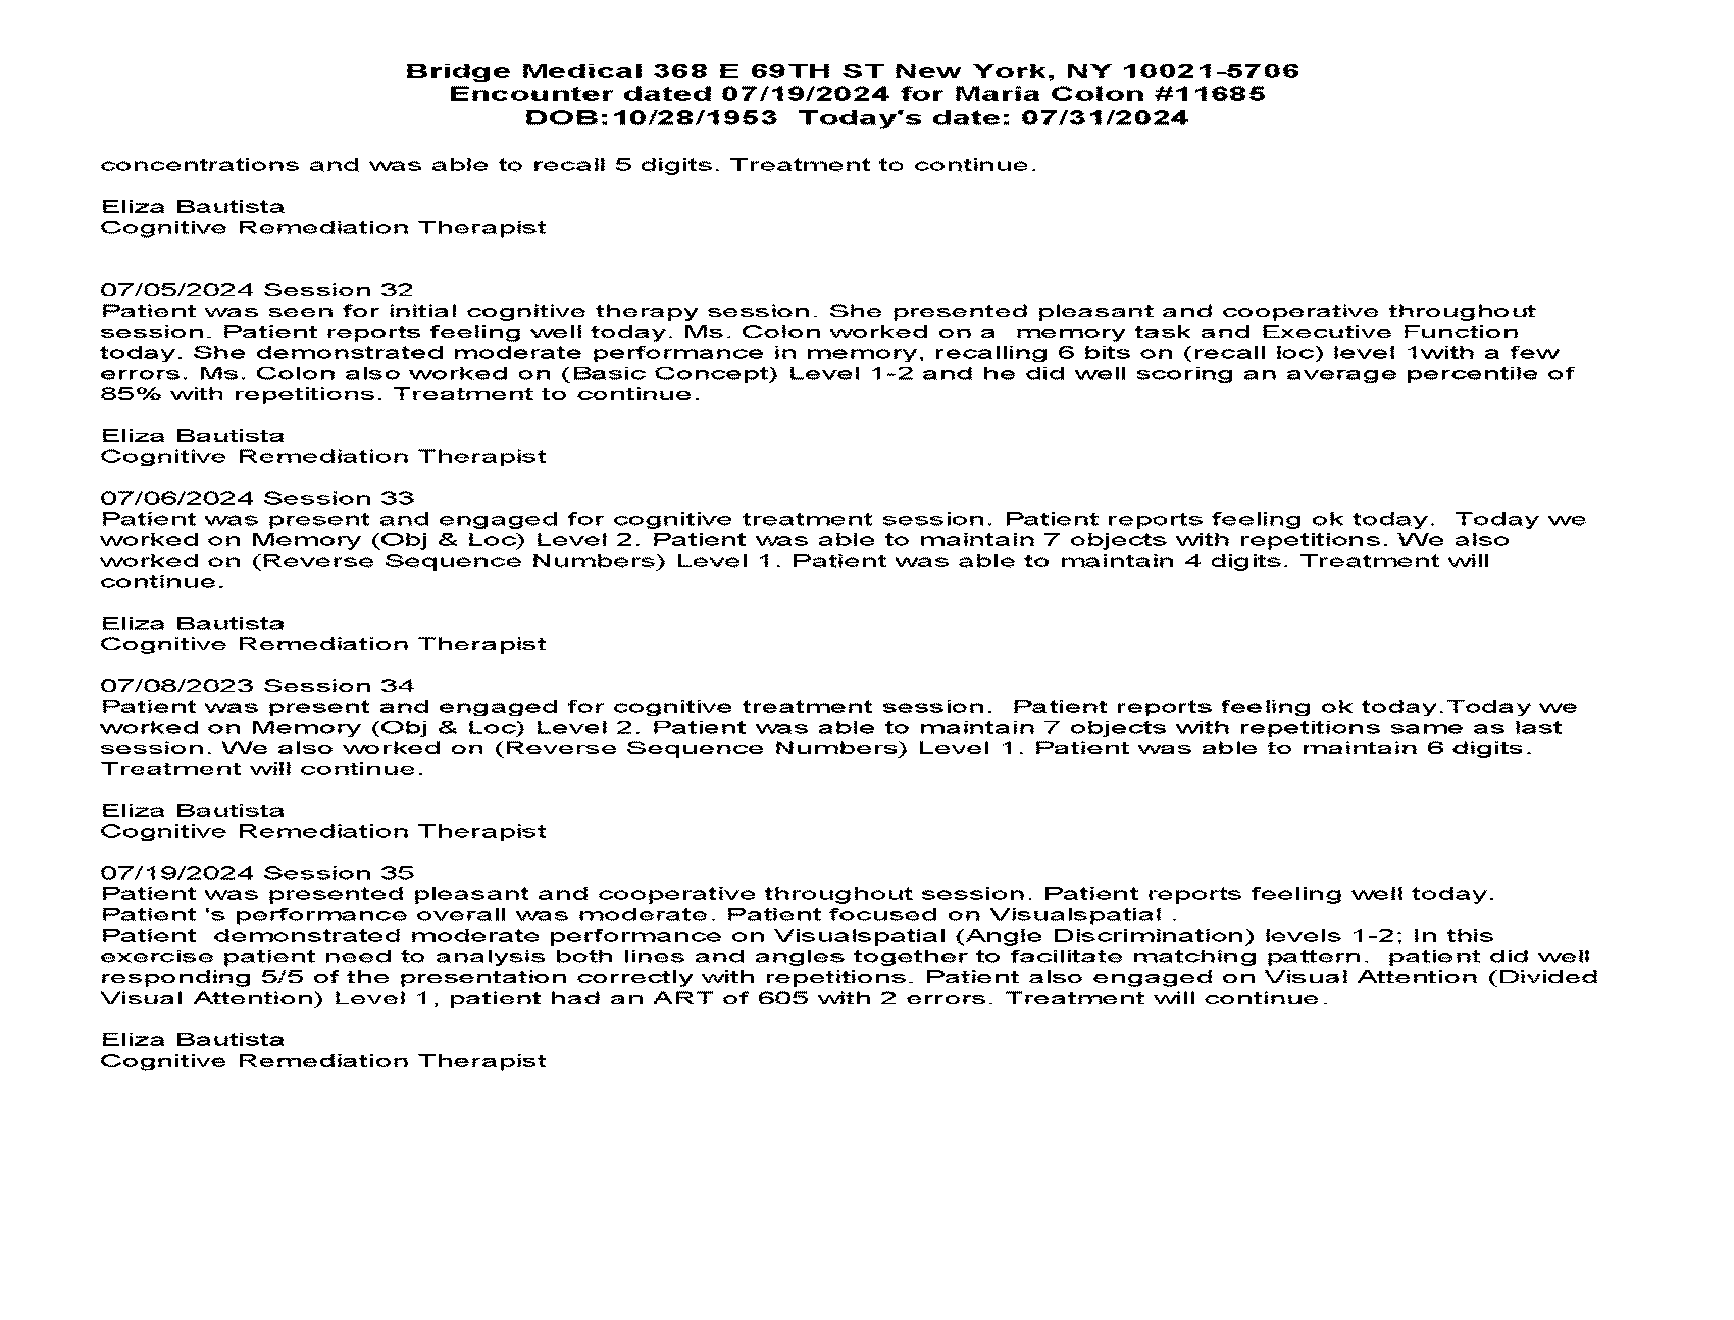 Bridge Medical 368 E 69TH ST New York, NY 10021-5706
Encounter dated 07/19/2024 for Maria Colon #11685
DOB:10/28/1953  Today's date: 07/31/2024
concentrations and was able to recall 5 digits. Treatment to continue.
Eliza Bautista
Cognitive Remediation Therapist
07/05/2024 Session 32
Patient was seen for initial cognitive therapy session. She presented pleasant and cooperative throughout
session. Patient reports feeling well today. Ms. Colon worked on a  memory task and Executive Function
today. She demonstrated moderate performance in memory, recalling 6 bits on (recall loc) level 1with a few
errors. Ms. Colon also worked on (Basic Concept) Level 1-2 and he did well scoring an average percentile of
85% with repetitions. Treatment to continue.
Eliza Bautista
Cognitive Remediation Therapist
07/06/2024 Session 33
Patient was present and engaged for cognitive treatment session. Patient reports feeling ok today.  Today we
worked on Memory (Obj & Loc) Level 2. Patient was able to maintain 7 objects with repetitions. We also
worked on (Reverse Sequence Numbers) Level 1. Patient was able to maintain 4 digits. Treatment will
continue.
Eliza Bautista
Cognitive Remediation Therapist
07/08/2023 Session 34
Patient was present and engaged for cognitive treatment session.  Patient reports feeling ok today.Today we
worked on Memory (Obj & Loc) Level 2. Patient was able to maintain 7 objects with repetitions same as last
session. We also worked on (Reverse Sequence Numbers) Level 1. Patient was able to maintain 6 digits.
Treatment will continue.
Eliza Bautista
Cognitive Remediation Therapist
07/19/2024 Session 35
Patient was presented pleasant and cooperative throughout session. Patient reports feeling well today.
Patient 's performance overall was moderate. Patient focused on Visualspatial .
Patient  demonstrated moderate performance on Visualspatial (Angle Discrimination) levels 1-2; In this
exercise patient need to analysis both lines and angles together to facilitate matching pattern.  patient did well
responding 5/5 of the presentation correctly with repetitions. Patient also engaged on Visual Attention (Divided
Visual Attention) Level 1, patient had an ART of 605 with 2 errors. Treatment will continue.
Eliza Bautista
Cognitive Remediation Therapist